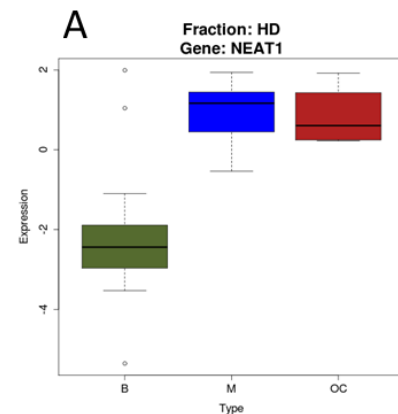 A
Fraction: HD
Gene: NEAT1
Expression
2
0
-2
-4
B
M
OC
Type